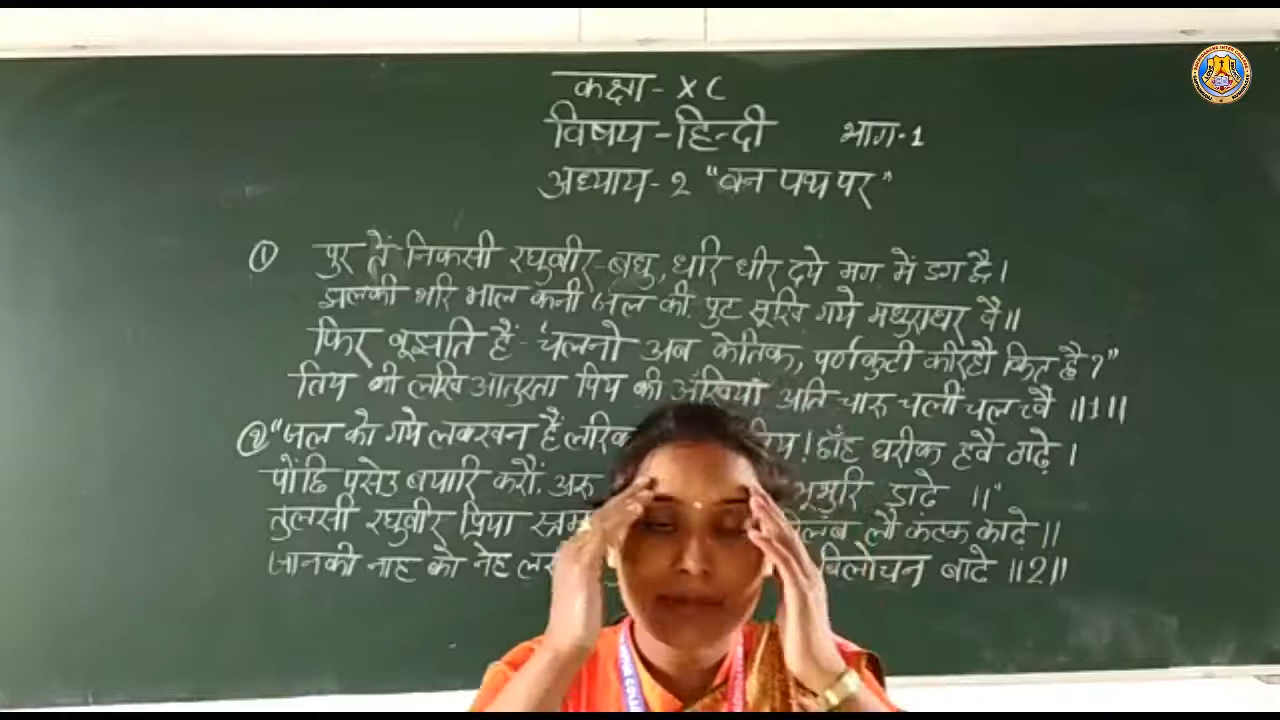 कक्षा - X C
विषय - हिन्दी भाग-1
अध्याय - 2 "वन पथ पर"
① पुर तें निकसी रघुवीर-बधु, धरि धीर दये मग में डग द्वै।
झलकी भरि भाल कनी जल की, पुट सूखि गये मधुराधर वै॥
फिर बूझति हैं- 'चलनो अब केतिक, पर्णकुटी करिहौ कित ह्वै?"
तिय की लखि आतुरता पिय की अँखियाँ अति चारु चलीं चल च्वै ॥1॥
② "जल को गये लक्खन हैं लरिक पिय! छाँह घरीक ह्वै ठाढ़े ।
पोंछि पसेउ बयारि करौं, अरु भूभुरि डाढ़े ॥"
तुलसी रघुवीर प्रिया स्रम बिलंब लौ कंटक काढ़े ॥
जानकी नाह को नेह बिलोचन बाढ़े ॥2॥